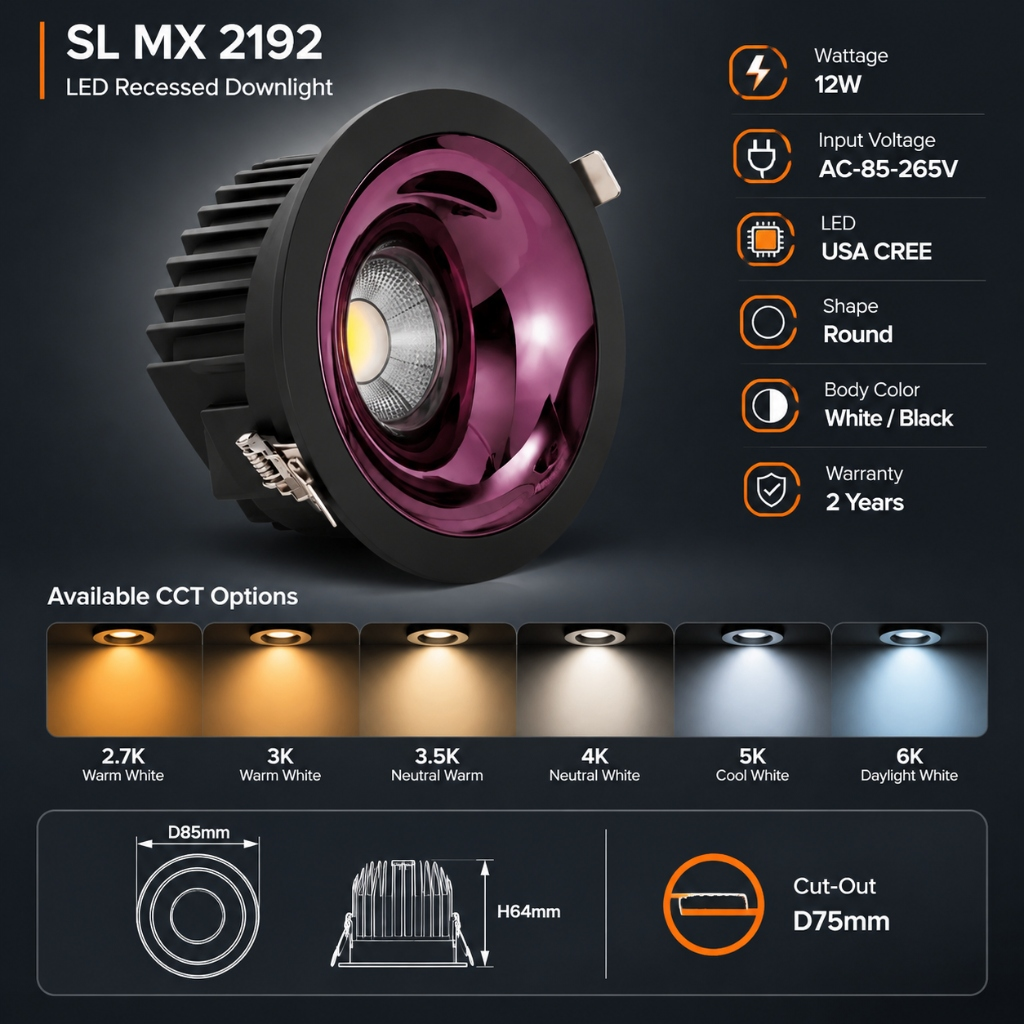 SL MX 2192
LED Recessed Downlight
Wattage
12W
Input Voltage
AC-85-265V
LED
USA CREE
Shape
Round
Body Color
White / Black
Warranty
2 Years
Available CCT Options
2.7K
Warm White
3K
Warm White
3.5K
Neutral Warm
4K
Neutral White
5K
Cool White
6K
Daylight White
D85mm
H64mm
Cut-Out
D75mm